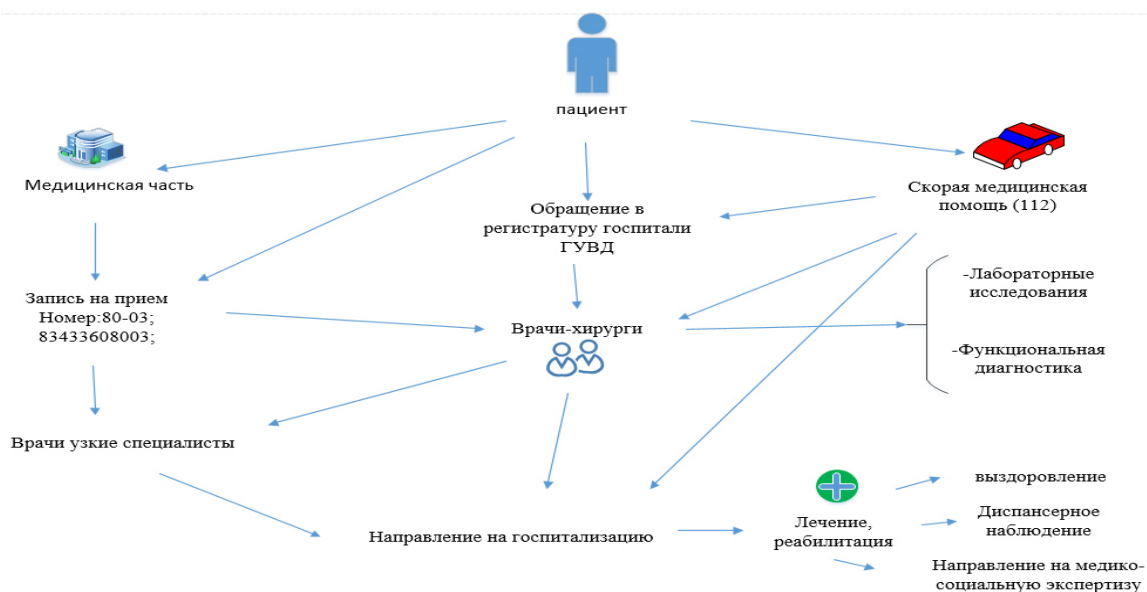 пациент
Медицинская часть
Скорая медицинская
помощь (112)
Обращение в
регистратуру госпитали
ГУВД
-Лабораторные
исследования
Запись на прием
Номер:80-03;
83433608003;
Врачи-хирурги
-Функциональная
диагностика
Врачи узкие специалисты
выздоровление
Направление на госпитализацию
Лечение,
реабилитация
Диспансерное
наблюдение
Направление на медико-
социальную экспертизу